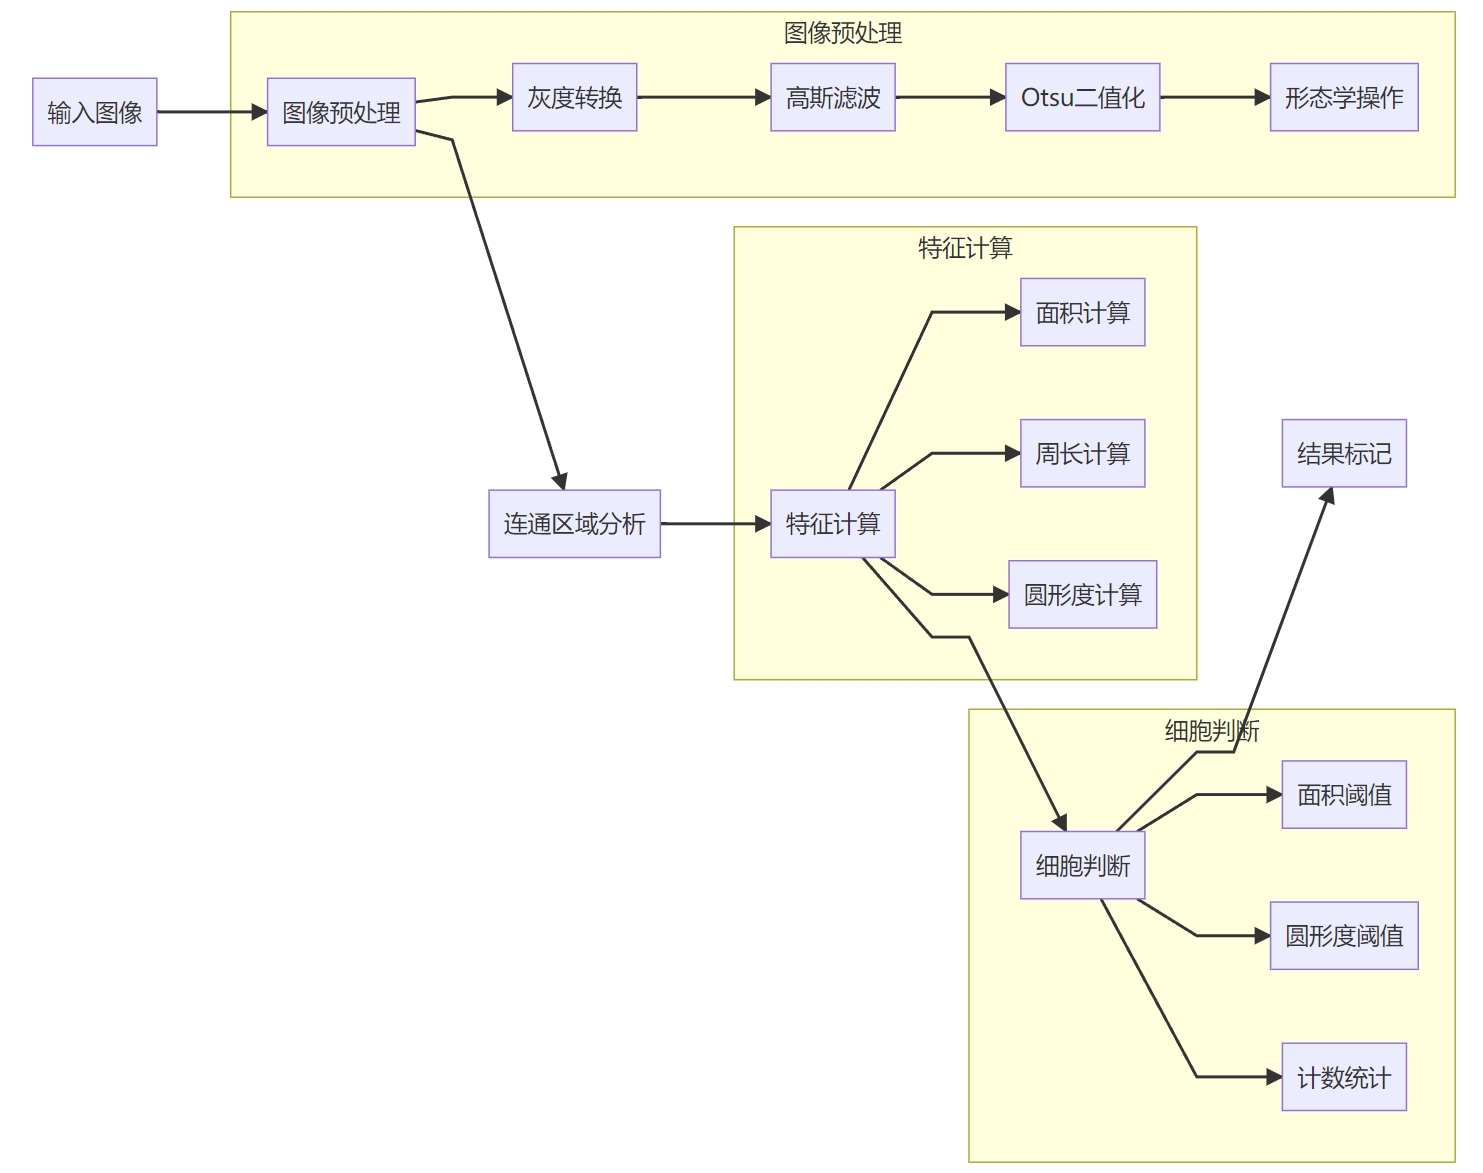 图像预处理
输入图像
图像预处理
灰度转换
高斯滤波
Otsu二值化
形态学操作
特征计算
面积计算
周长计算
结果标记
连通区域分析
特征计算
圆形度计算
细胞判断
面积阈值
细胞判断
圆形度阈值
计数统计